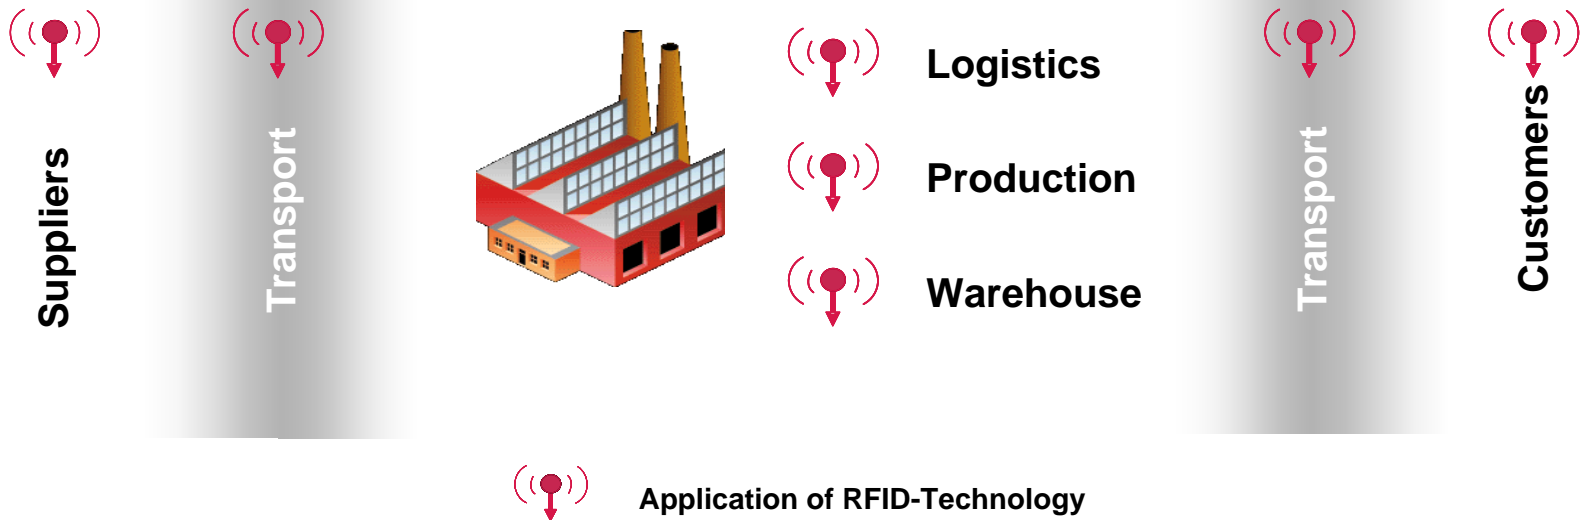 Suppliers
Transport
Logistics
Production
Warehouse
Transport
Customers
Application of RFID-Technology